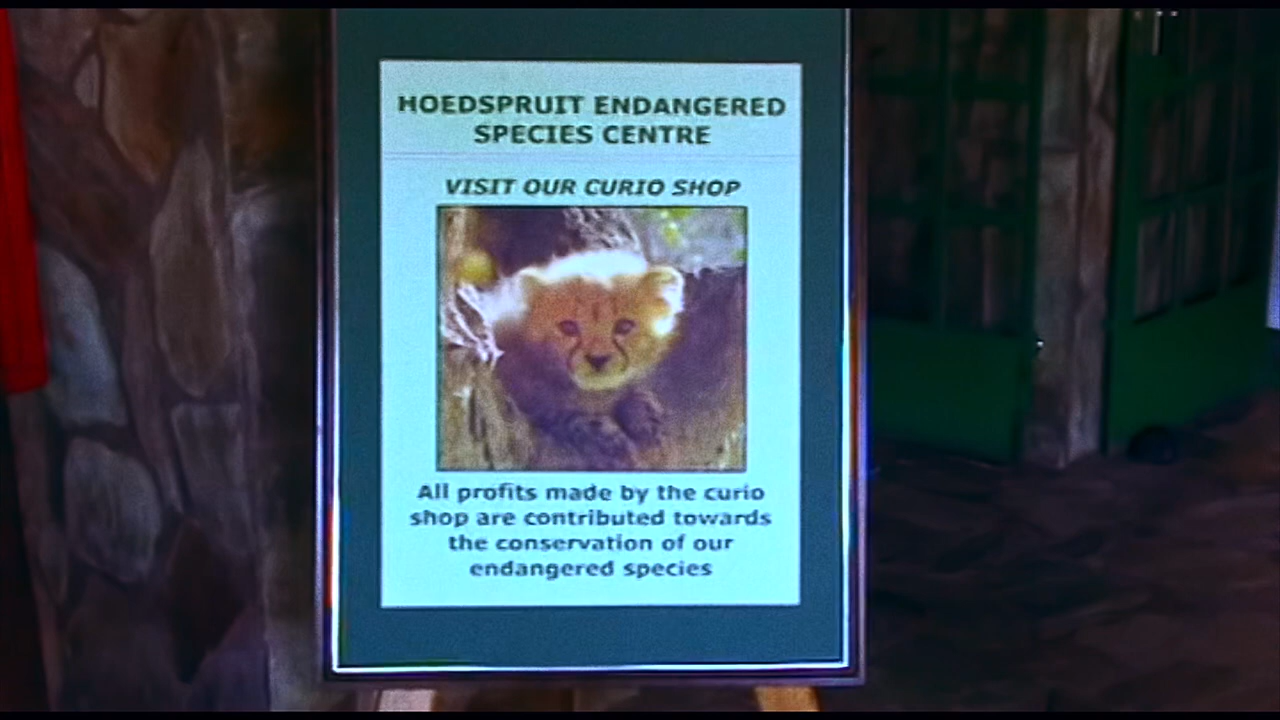 HOEDSPRUIT ENDANGERED
SPECIES CENTRE
VISIT OUR CURIO SHOP
All profits made by the curio
shop are contributed towards
the conservation of our
endangered species